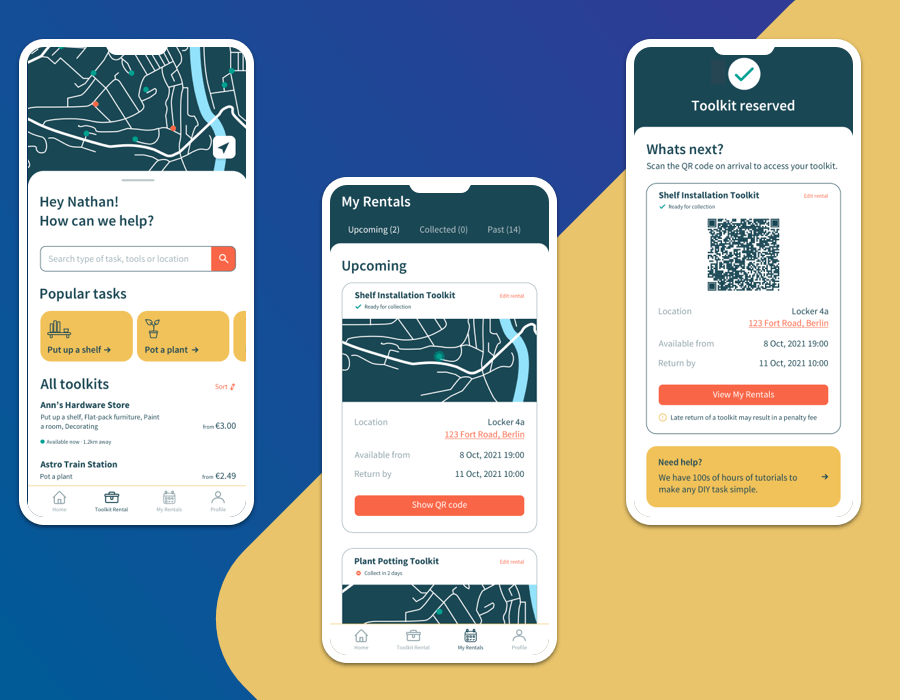 Hey Nathan!
How can we help?
Search type of task, tools or location
Popular tasks
Put up a shelf →
Pot a plant →
All toolkits
Sort
Ann's Hardware Store
Put up a shelf, Flat-pack furniture, Paint
a room, Decorating
from €3.00
Available now · 1.2km away
Astro Train Station
Pot a plant
from €2.49
Home
Toolkit Rental
My Rentals
Profile
My Rentals
Upcoming (2)
Collected (0)
Past (14)
Upcoming
Shelf Installation Toolkit
Edit rental
Ready for collection
Location
Locker 4a
123 Fort Road, Berlin
Available from
8 Oct, 2021 19:00
Return by
11 Oct, 2021 10:00
Show QR code
Plant Potting Toolkit
Edit rental
Collect in 2 days
Home
Toolkit Rental
My Rentals
Profile
Toolkit reserved
Whats next?
Scan the QR code on arrival to access your toolkit.
Shelf Installation Toolkit
Edit rental
Ready for collection
Location
Locker 4a
123 Fort Road, Berlin
Available from
8 Oct, 2021 19:00
Return by
11 Oct, 2021 10:00
View My Rentals
Late return of a toolkit may result in a penalty fee
Need help?
We have 100s of hours of tutorials to
make any DIY task simple.
→